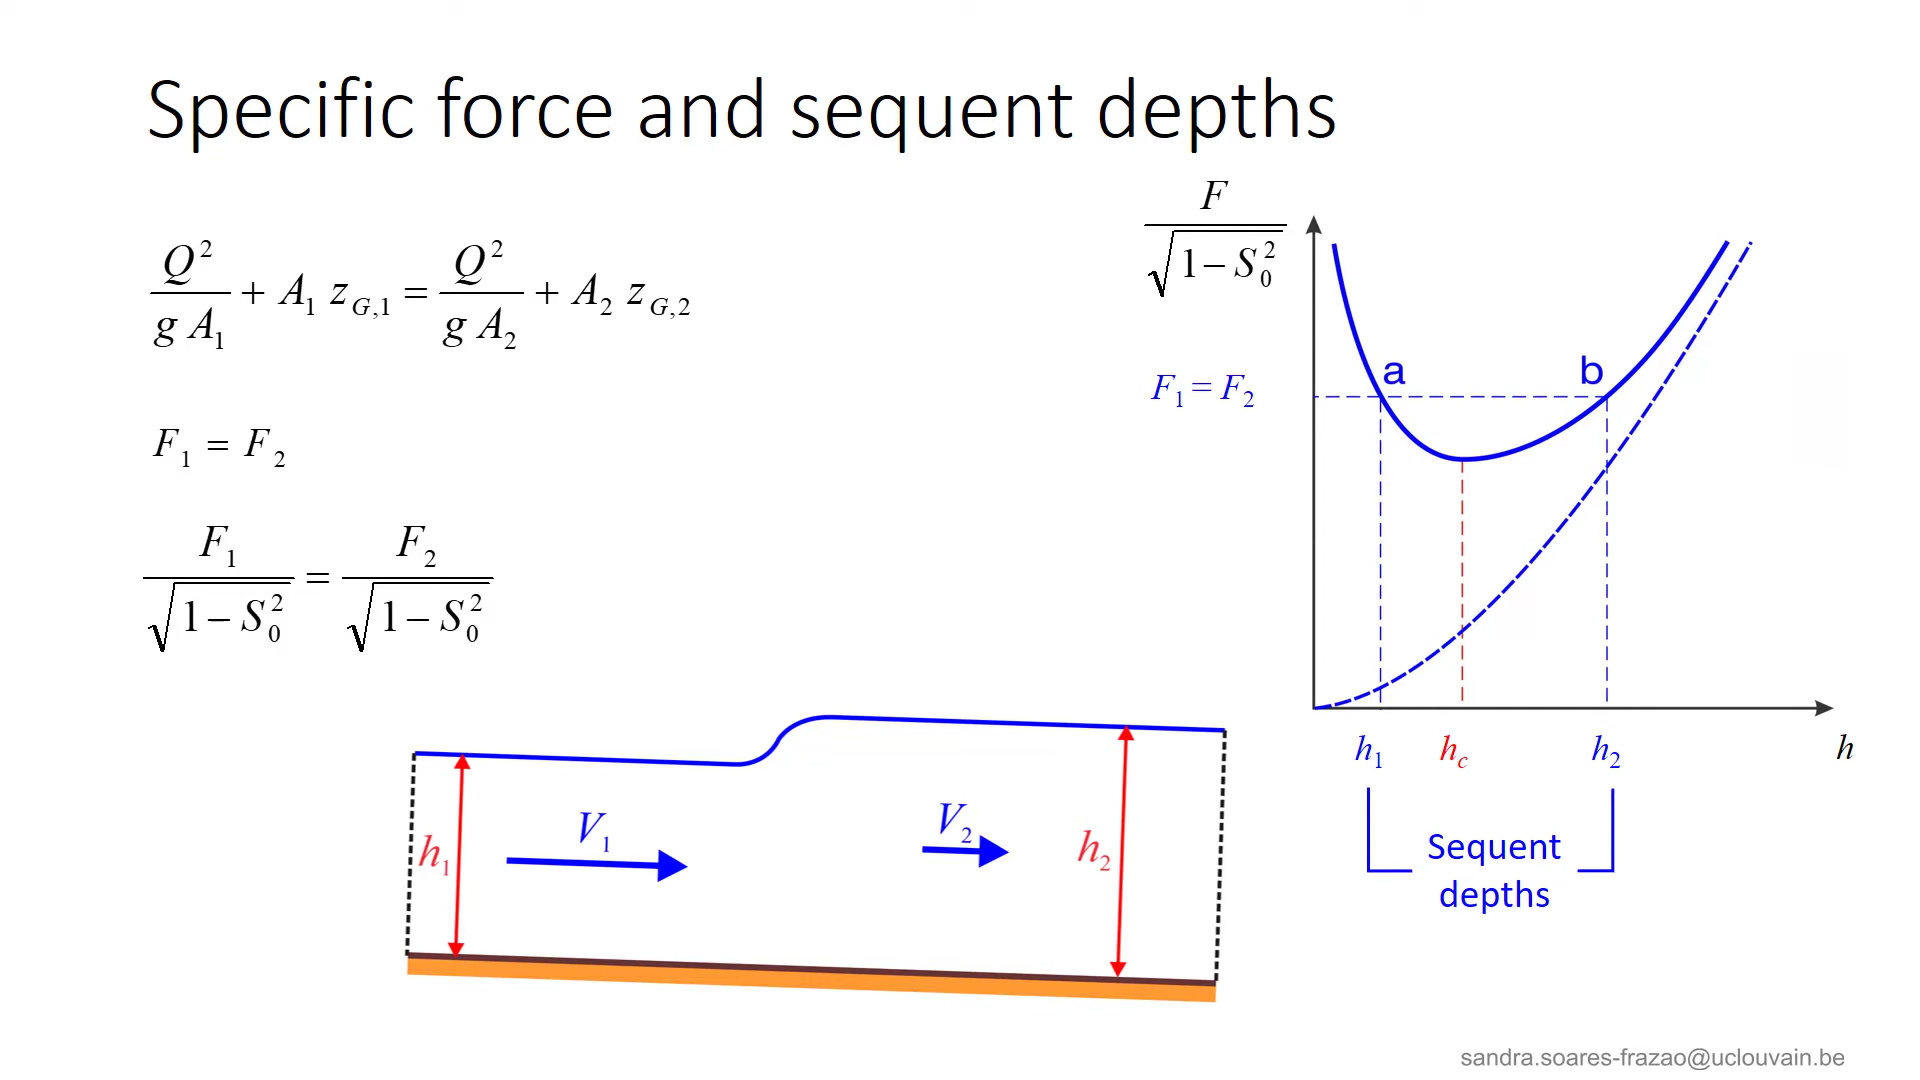 Specific force and sequent depths
Q²/(g A₁) + A₁ z_G,1 = Q²/(g A₂) + A₂ z_G,2
F₁ = F₂
F₁/√(1−S₀²) = F₂/√(1−S₀²)
F/√(1−S₀²)
F₁ = F₂
a b
h₁ h_c h₂ h
Sequent
depths
h₁ V₁ V₂ h₂
sandra.soares-frazao@uclouvain.be